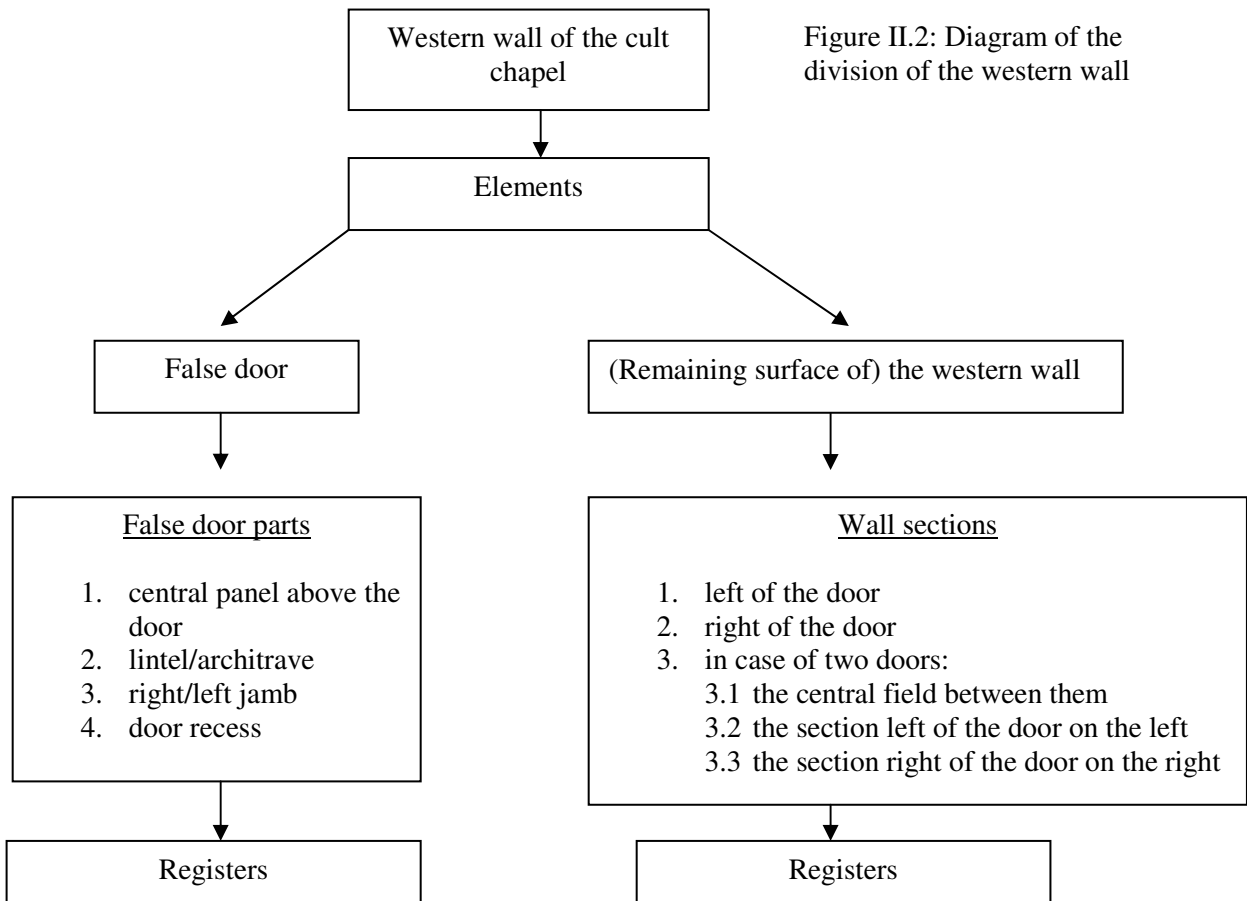 Western wall of the cult
chapel
Figure II.2: Diagram of the
division of the western wall
Elements
False door
(Remaining surface of) the western wall
False door parts
1. central panel above the
door
2. lintel/architrave
3. right/left jamb
4. door recess
Wall sections
1. left of the door
2. right of the door
3. in case of two doors:
3.1 the central field between them
3.2 the section left of the door on the left
3.3 the section right of the door on the right
Registers
Registers